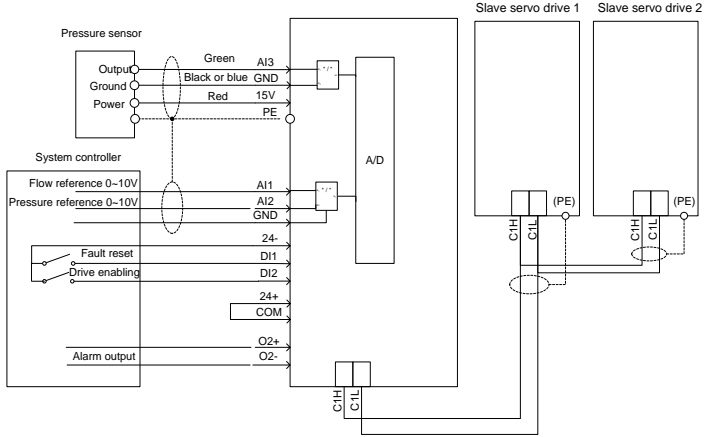 Slave servo drive 1
Slave servo drive 2
Pressure sensor
Output
Green
AI3
Ground
Black or blue
GND
Power
Red
15V
PE
A/D
System controller
Flow reference 0~10V
AI1
Pressure reference 0~10V
AI2
GND
24-
Fault reset
DI1
Drive enabling
DI2
24+
COM
O2+
Alarm output
O2-
C1H
C1L
C1H
C1L
(PE)
C1H
C1L
(PE)